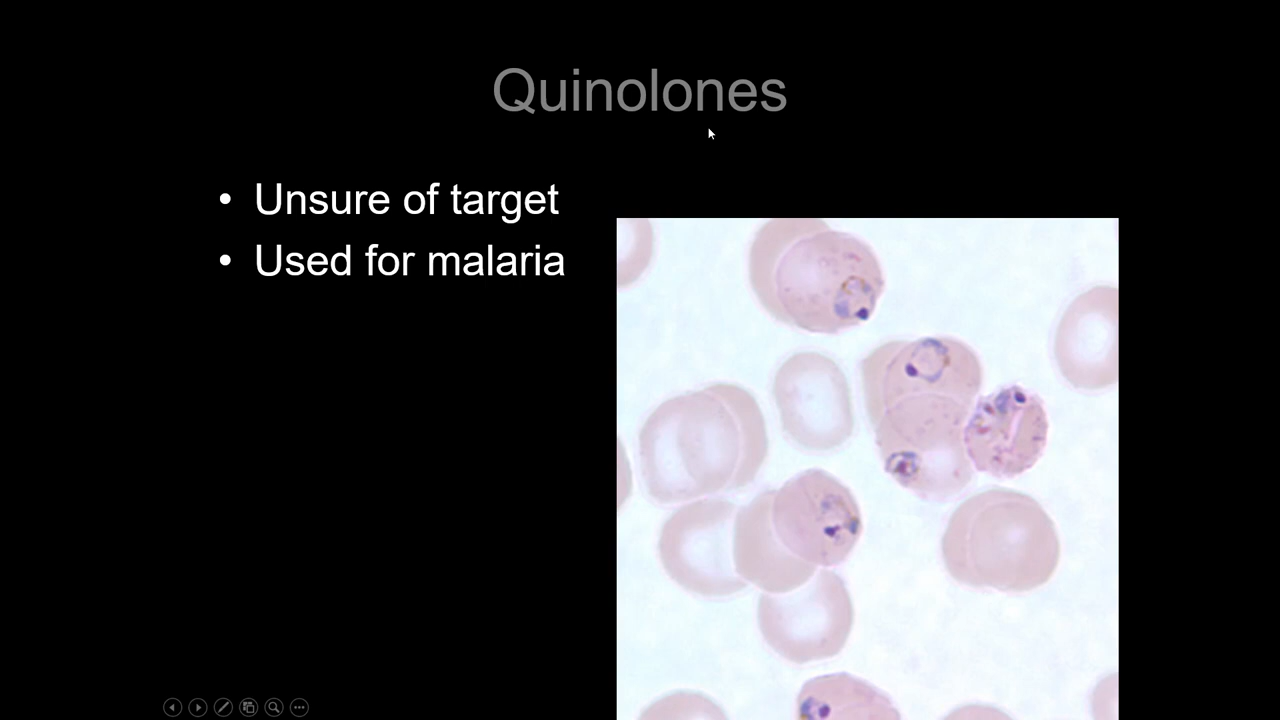 Quinolones
• Unsure of target
• Used for malaria